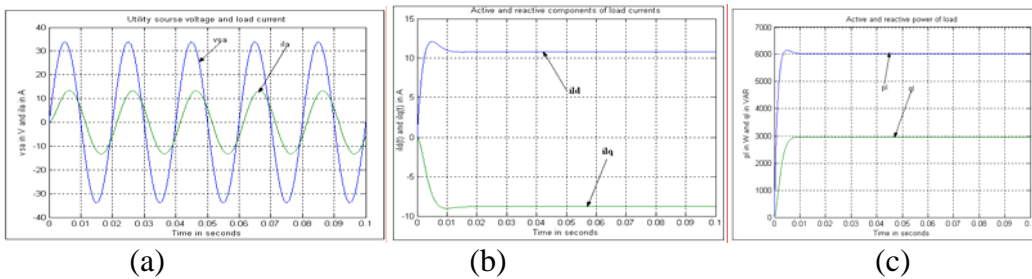 Utility sourse voltage and load current
vsa in V and ila in A
40
30
20
10
0
-10
-20
-30
-40
vsa
ila
0 0.01 0.02 0.03 0.04 0.05 0.06 0.07 0.08 0.09 0.1
Time in seconds
(a)
Active and reactive components of load currents
ild(t) and ilq(t) in A
15
10
5
0
-5
-10
ild
ilq
0 0.01 0.02 0.03 0.04 0.05 0.06 0.07 0.08 0.09 0.1
Time in seconds
(b)
Active and reactive power of load
pl in W and ql in VAR
7000
6000
5000
4000
3000
2000
1000
0
pl
ql
0 0.01 0.02 0.03 0.04 0.05 0.06 0.07 0.08 0.09 0.1
Time in seconds
(c)